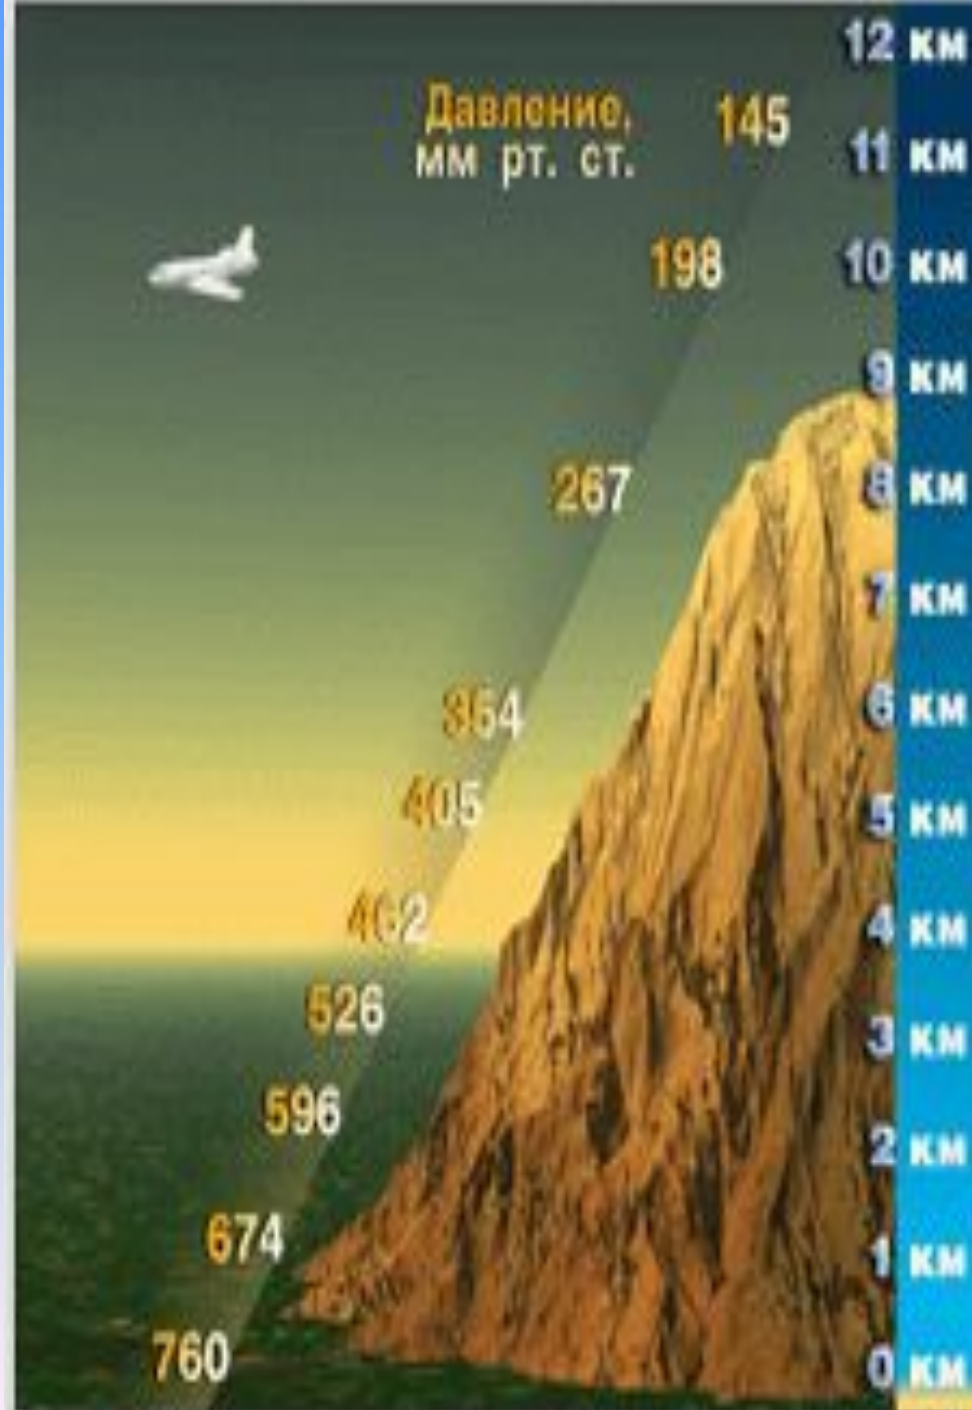 12 км
Давление, 145
мм рт. ст.
11 км
198 10 км
9 км
267 8 км
7 км
364 6 км
405 5 км
462 4 км
526
3 км
596
2 км
674 1 км
760 0 км